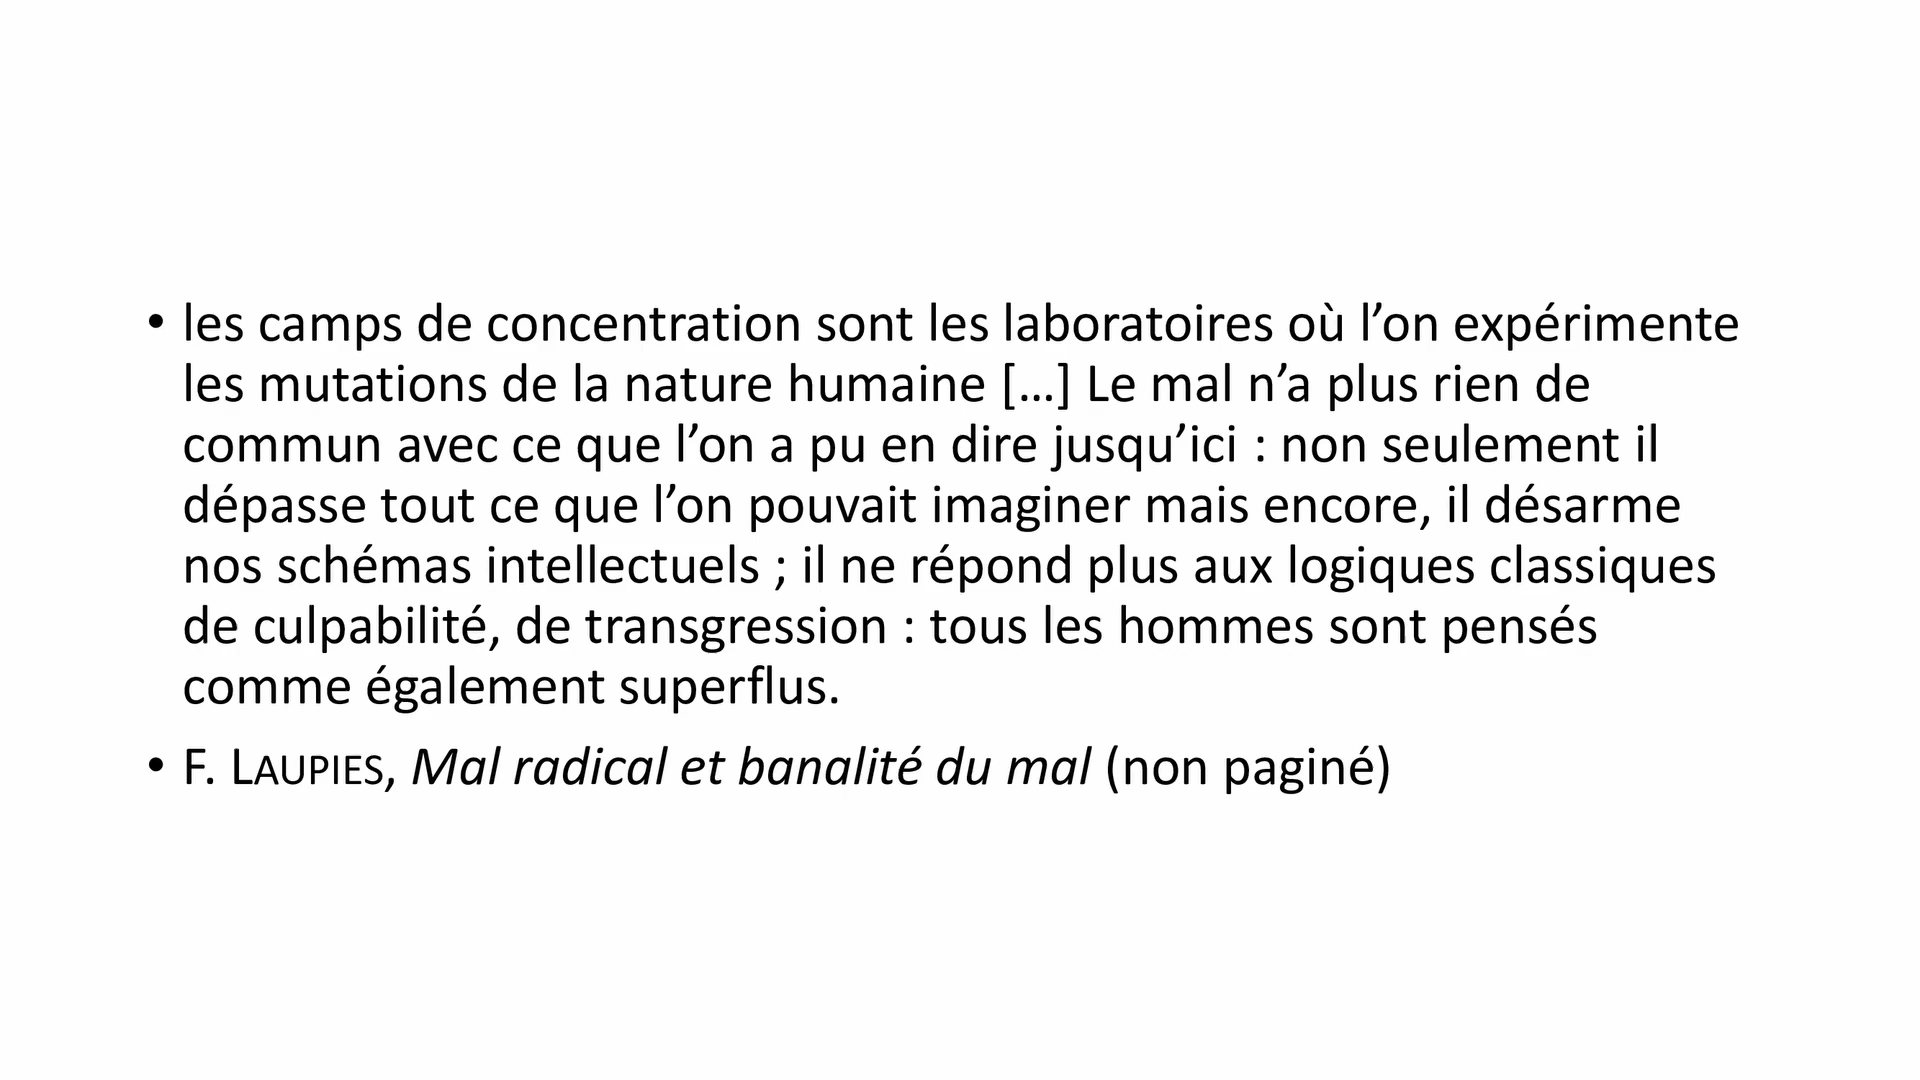 • les camps de concentration sont les laboratoires où l’on expérimente
les mutations de la nature humaine […] Le mal n’a plus rien de
commun avec ce que l’on a pu en dire jusqu’ici : non seulement il
dépasse tout ce que l’on pouvait imaginer mais encore, il désarme
nos schémas intellectuels ; il ne répond plus aux logiques classiques
de culpabilité, de transgression : tous les hommes sont pensés
comme également superflus.
• F. LAUPIES, Mal radical et banalité du mal (non paginé)